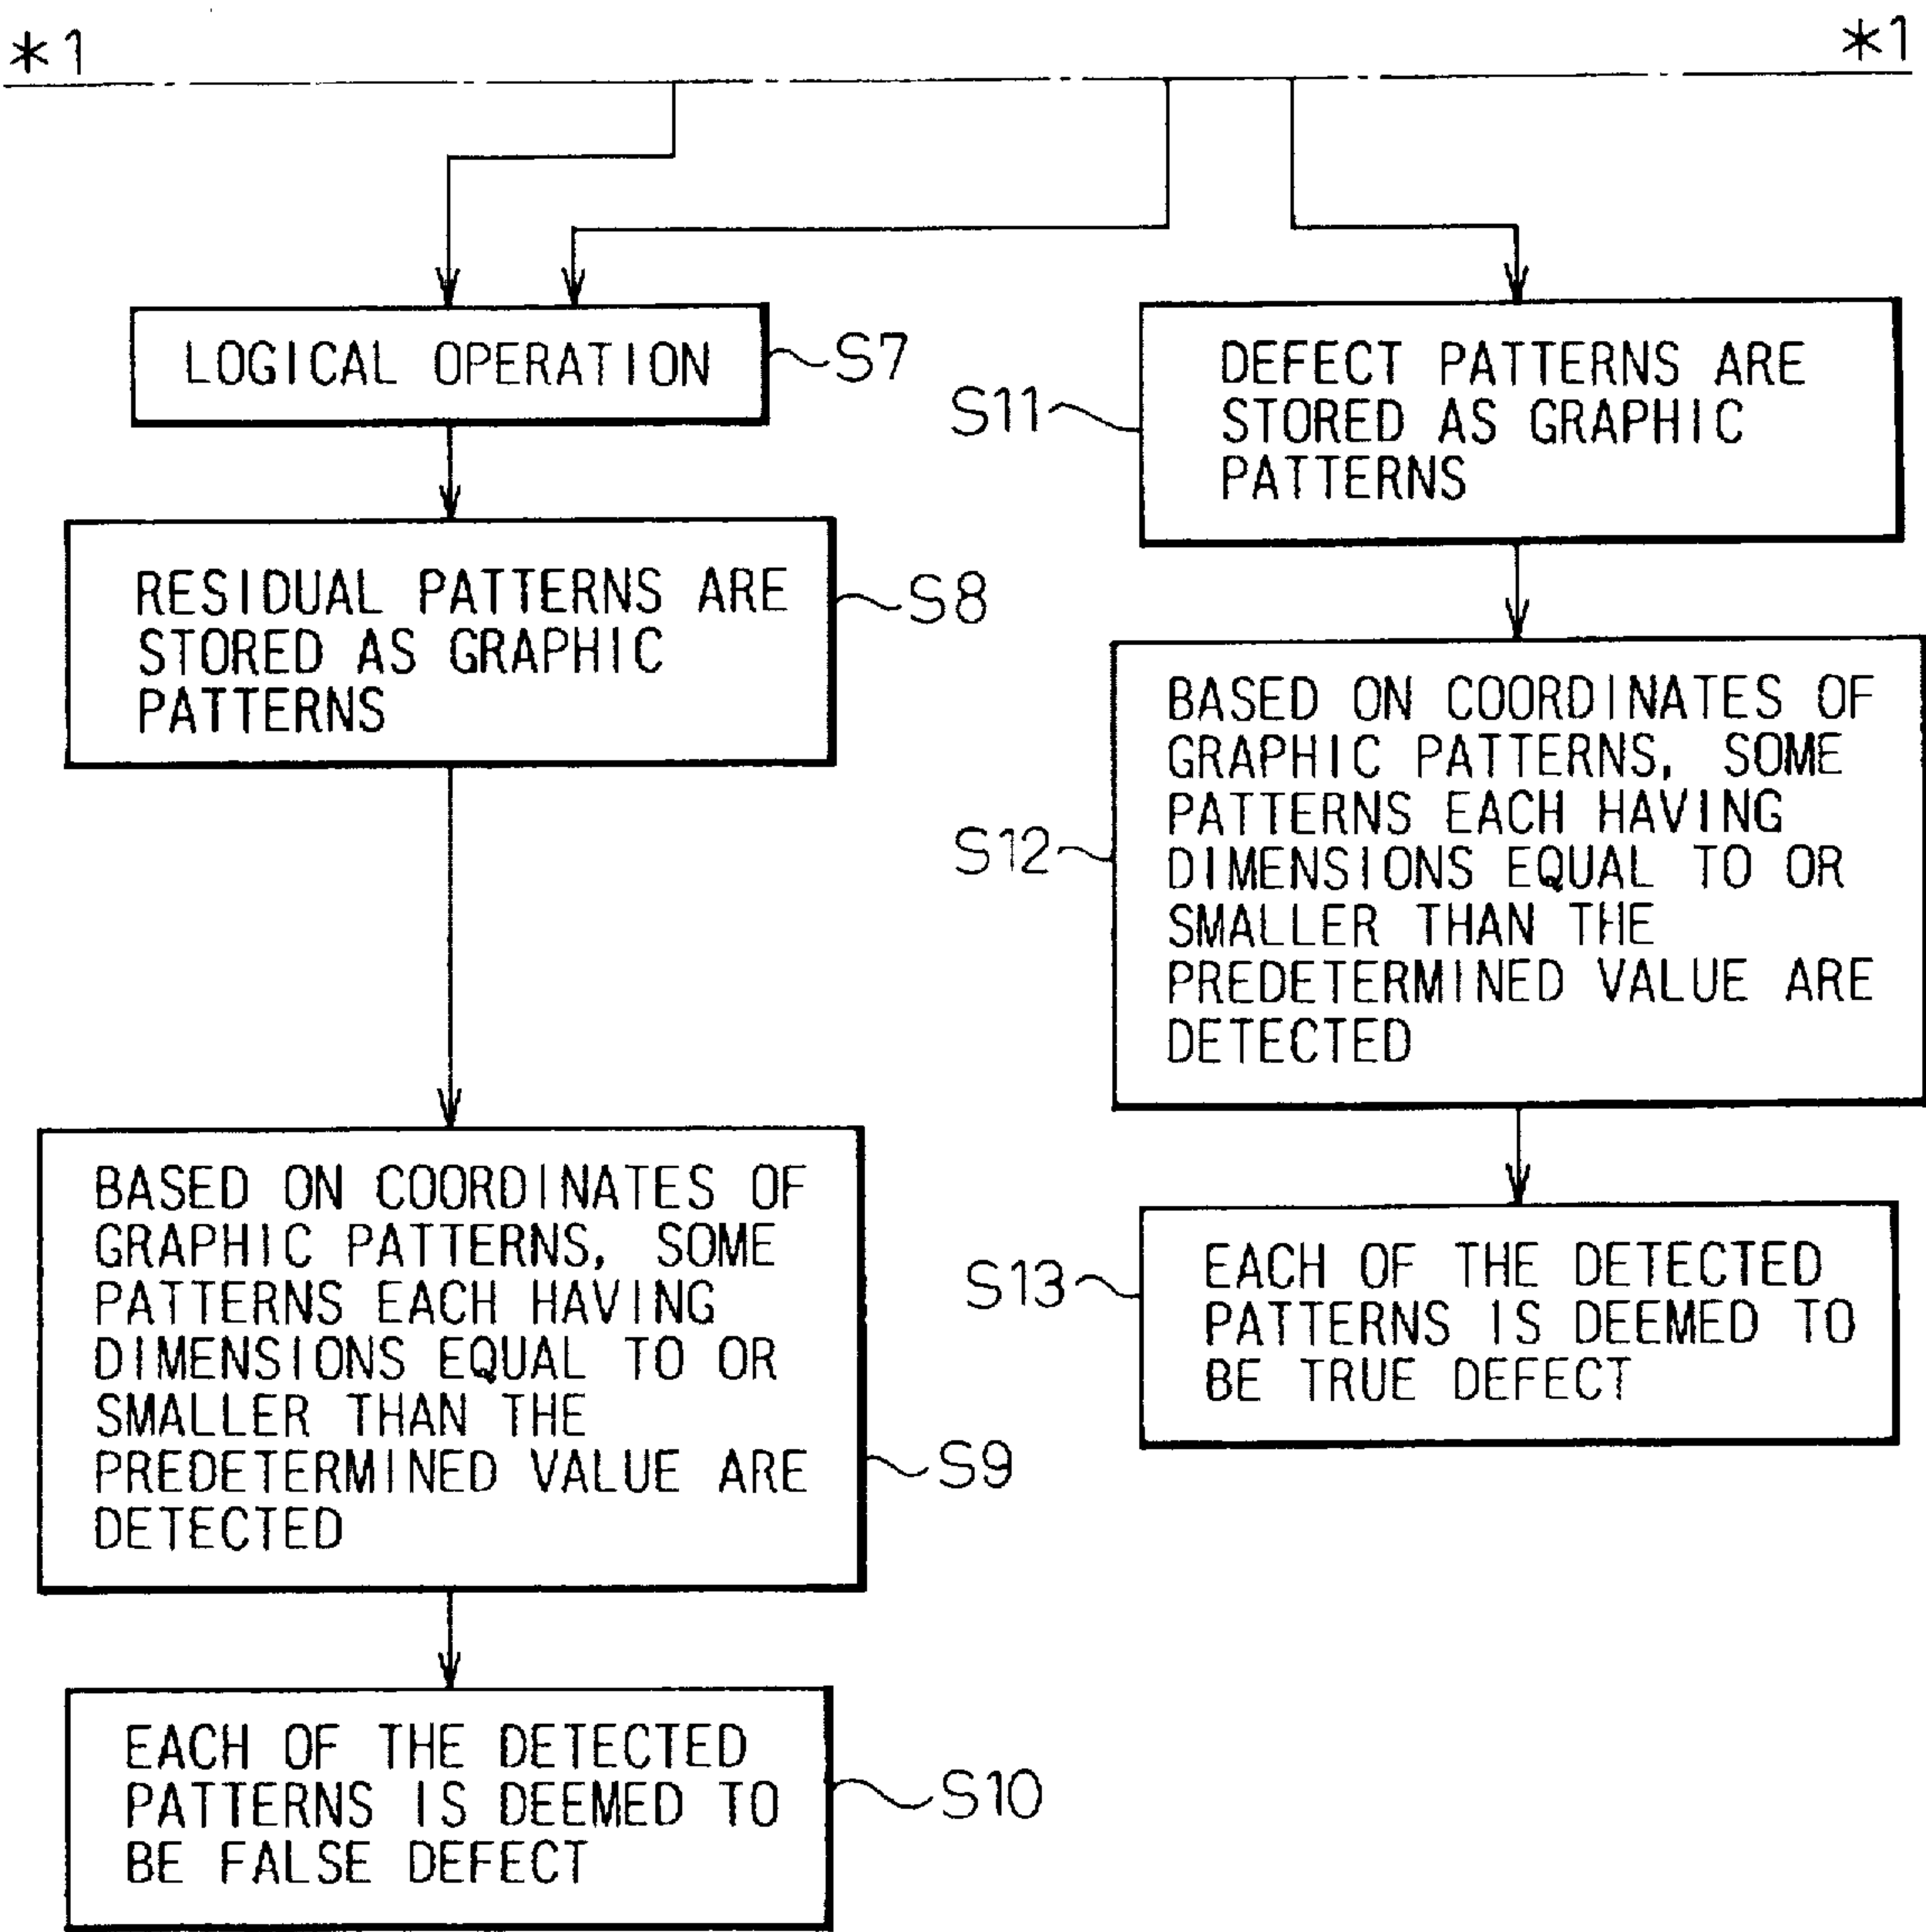 *1
*1
LOGICAL OPERATION
S7
RESIDUAL PATTERNS ARE
STORED AS GRAPHIC
PATTERNS
S8
BASED ON COORDINATES OF
GRAPHIC PATTERNS, SOME
PATTERNS EACH HAVING
DIMENSIONS EQUAL TO OR
SMALLER THAN THE
PREDETERMINED VALUE ARE
DETECTED
S9
EACH OF THE DETECTED
PATTERNS IS DEEMED TO
BE FALSE DEFECT
S10
S11
DEFECT PATTERNS ARE
STORED AS GRAPHIC
PATTERNS
S12
BASED ON COORDINATES OF
GRAPHIC PATTERNS, SOME
PATTERNS EACH HAVING
DIMENSIONS EQUAL TO OR
SMALLER THAN THE
PREDETERMINED VALUE ARE
DETECTED
S13
EACH OF THE DETECTED
PATTERNS IS DEEMED TO
BE TRUE DEFECT